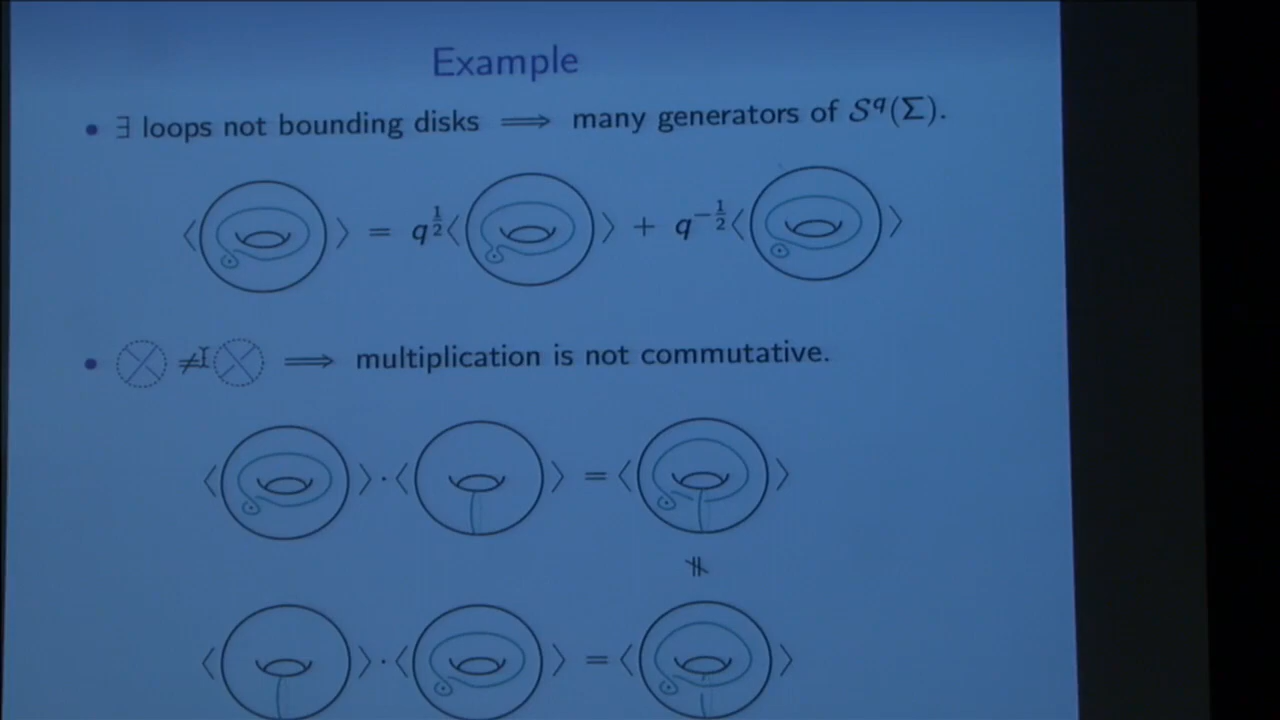 Example
• ∃ loops not bounding disks ⟹ many generators of 𝒮^q(Σ).
⟨ ⟩ = q^{1/2}⟨ ⟩ + q^{-1/2}⟨ ⟩
• ≠ ⟹ multiplication is not commutative.
⟨ ⟩ · ⟨ ⟩ = ⟨ ⟩
≠
⟨ ⟩ · ⟨ ⟩ = ⟨ ⟩